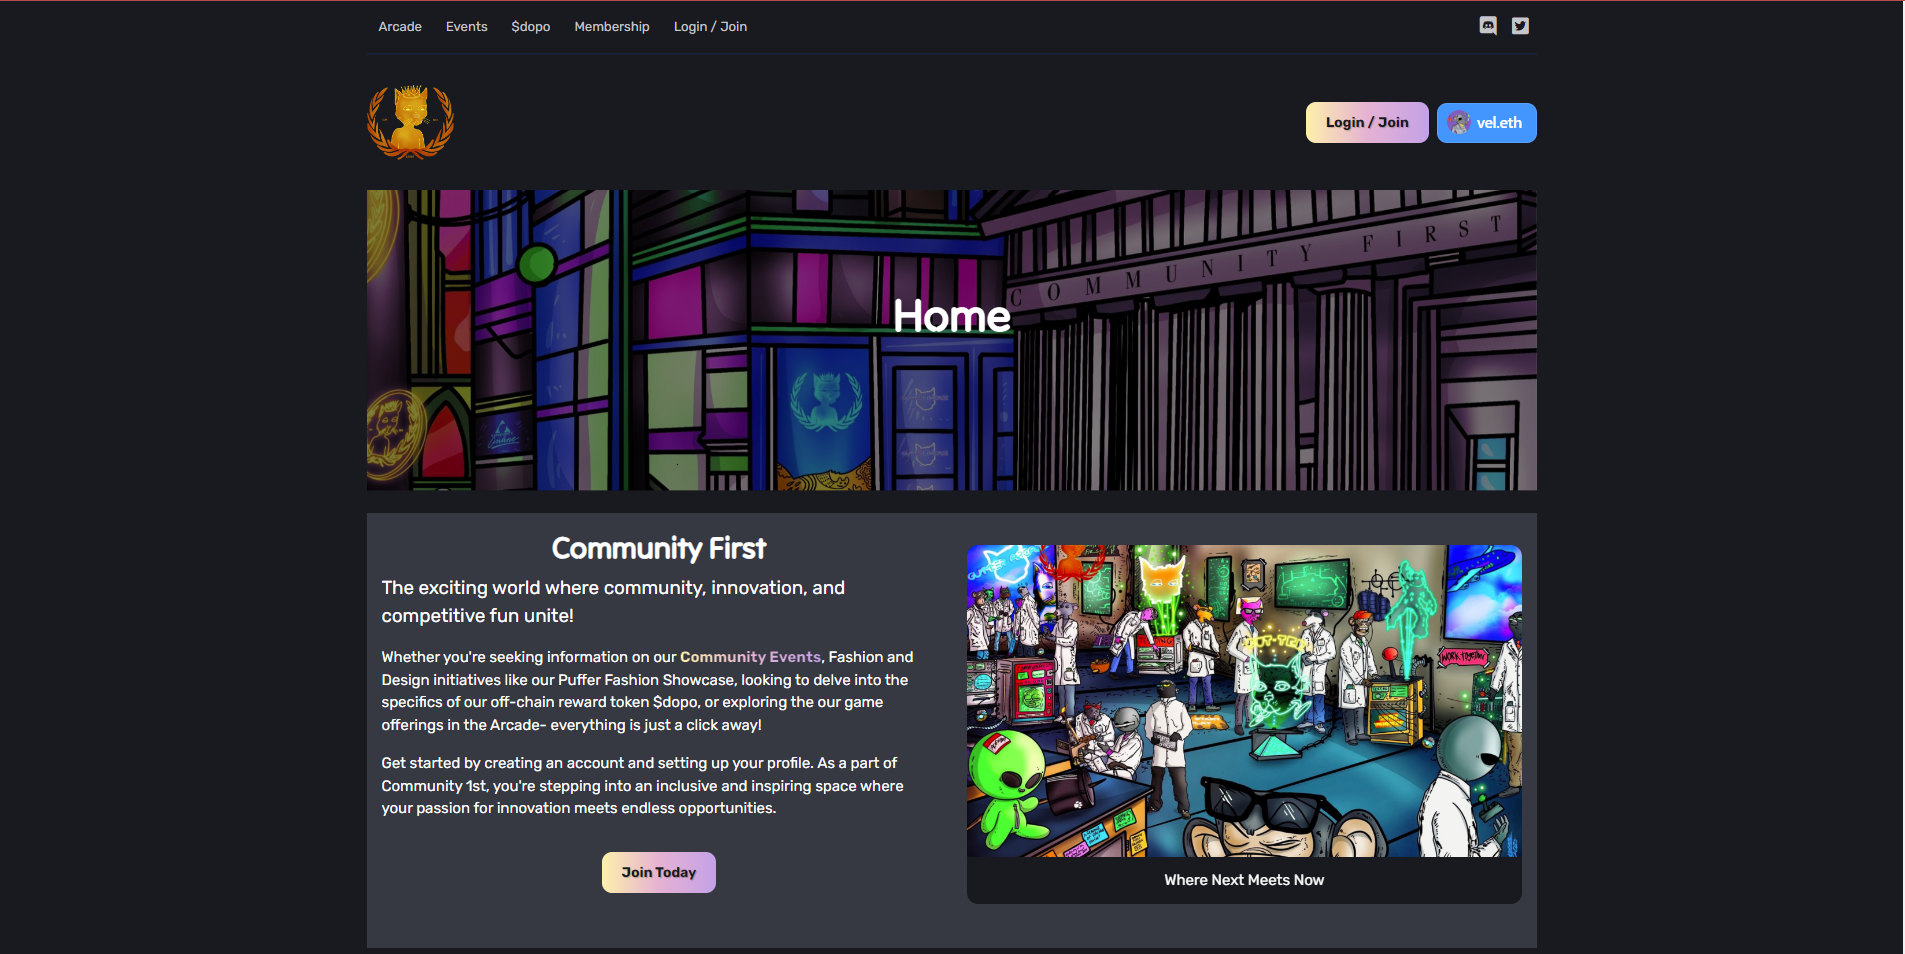 Arcade Events $dopo Membership Login / Join
Login / Join vel.eth
COMMUNITY FIRST
Home
Community First
The exciting world where community, innovation, and
competitive fun unite!
Whether you're seeking information on our Community Events, Fashion and
Design initiatives like our Puffer Fashion Showcase, looking to delve into the
specifics of our off-chain reward token $dopo, or exploring the our game
offerings in the Arcade- everything is just a click away!
Get started by creating an account and setting up your profile. As a part of
Community 1st, you're stepping into an inclusive and inspiring space where
your passion for innovation meets endless opportunities.
Join Today
WORK TOGETHER
Where Next Meets Now